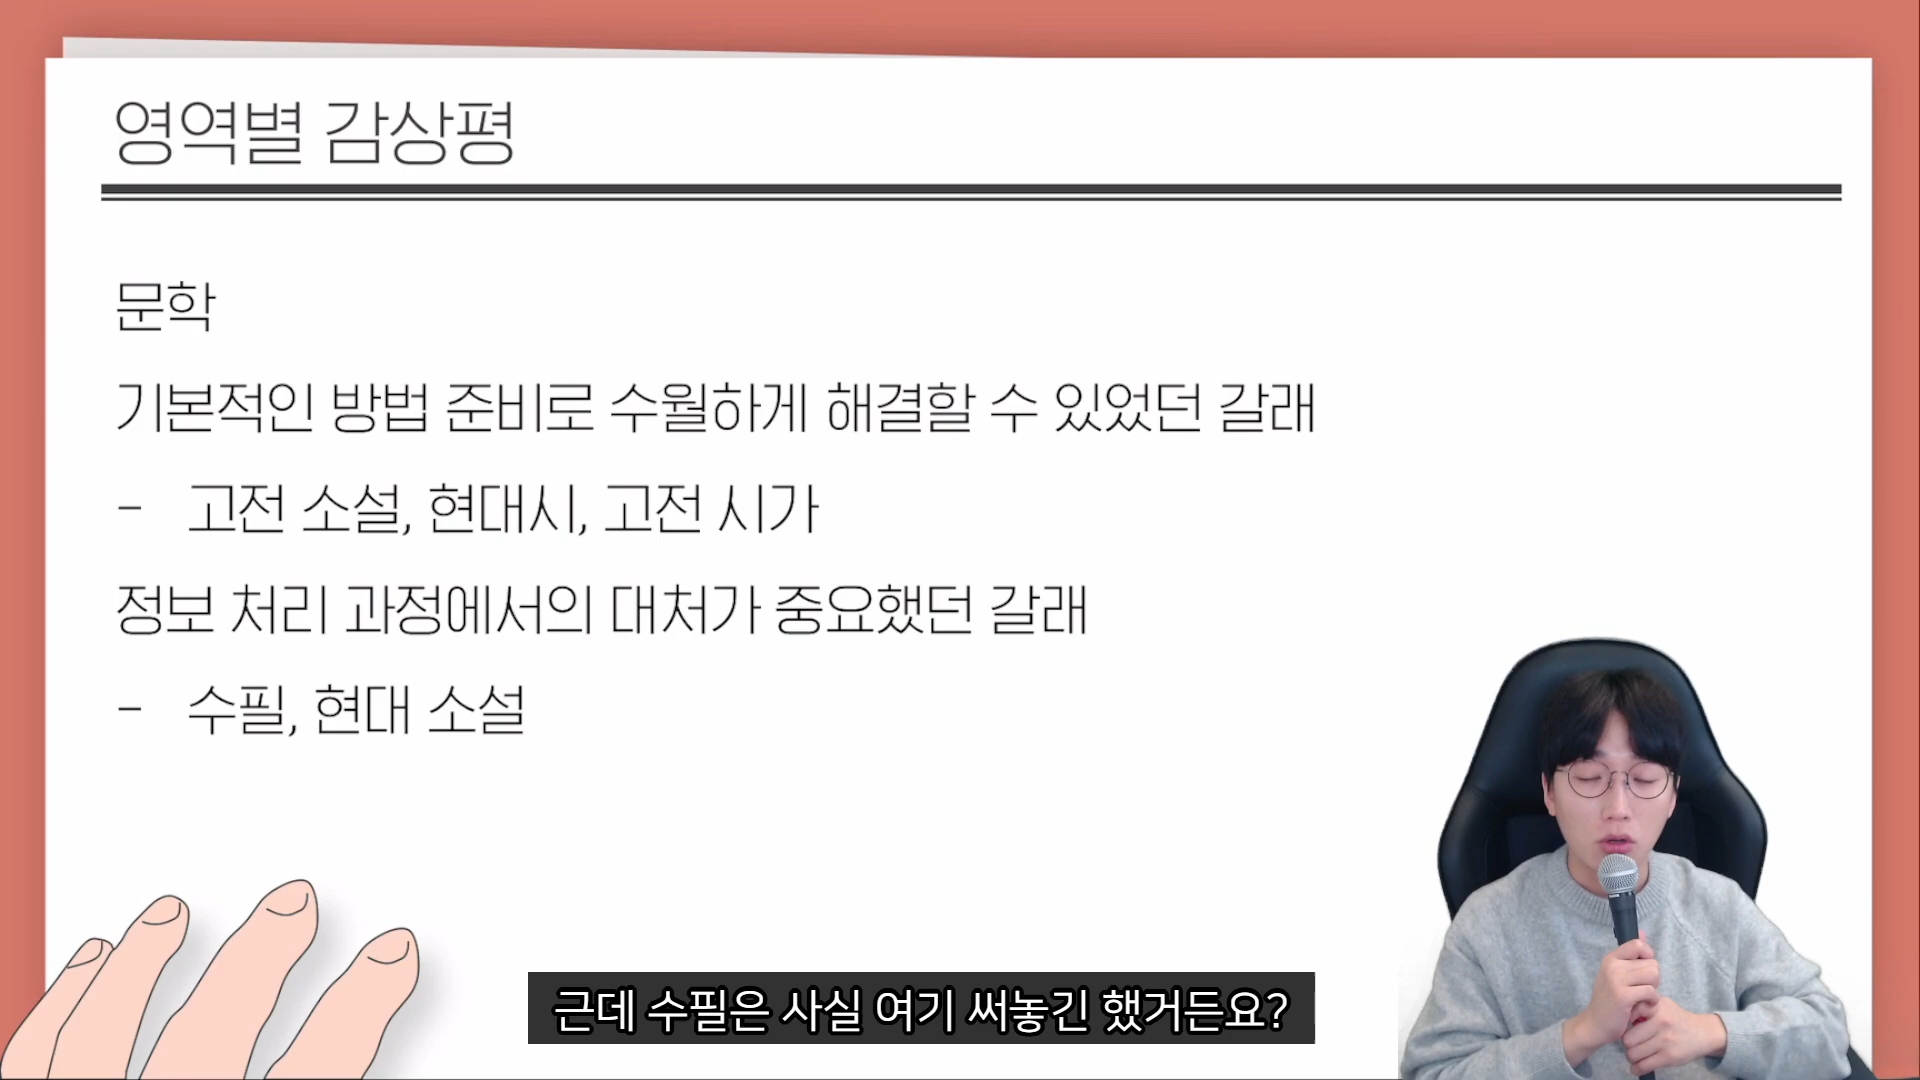 영역별 감상평
문학
기본적인 방법 준비로 수월하게 해결할 수 있었던 갈래
- 고전 소설, 현대시, 고전 시가
정보 처리 과정에서의 대처가 중요했던 갈래
- 수필, 현대 소설
근데 수필은 사실 여기 써놓긴 했거든요?